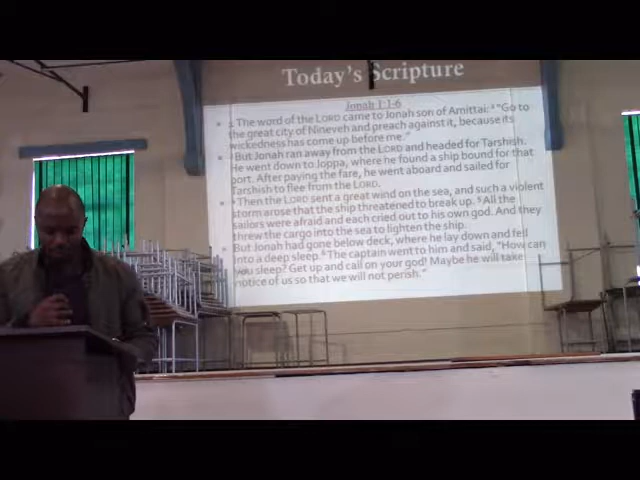 Today's Scripture
Jonah 1:1-6
1 The word of the LORD came to Jonah son of Amittai: ² "Go to
the great city of Nineveh and preach against it, because its
wickedness has come up before me."
But Jonah ran away from the LORD and headed for Tarshish.
He went down to Joppa, where he found a ship bound for that
port. After paying the fare, he went aboard and sailed for
Tarshish to flee from the LORD.
⁴ Then the LORD sent a great wind on the sea, and such a violent
storm arose that the ship threatened to break up. ⁵ All the
sailors were afraid and each cried out to his own god. And they
threw the cargo into the sea to lighten the ship.
But Jonah had gone below deck, where he lay down and fell
into a deep sleep. ⁶ The captain went to him and said, "How can
you sleep? Get up and call on your god! Maybe he will take
notice of us so that we will not perish."